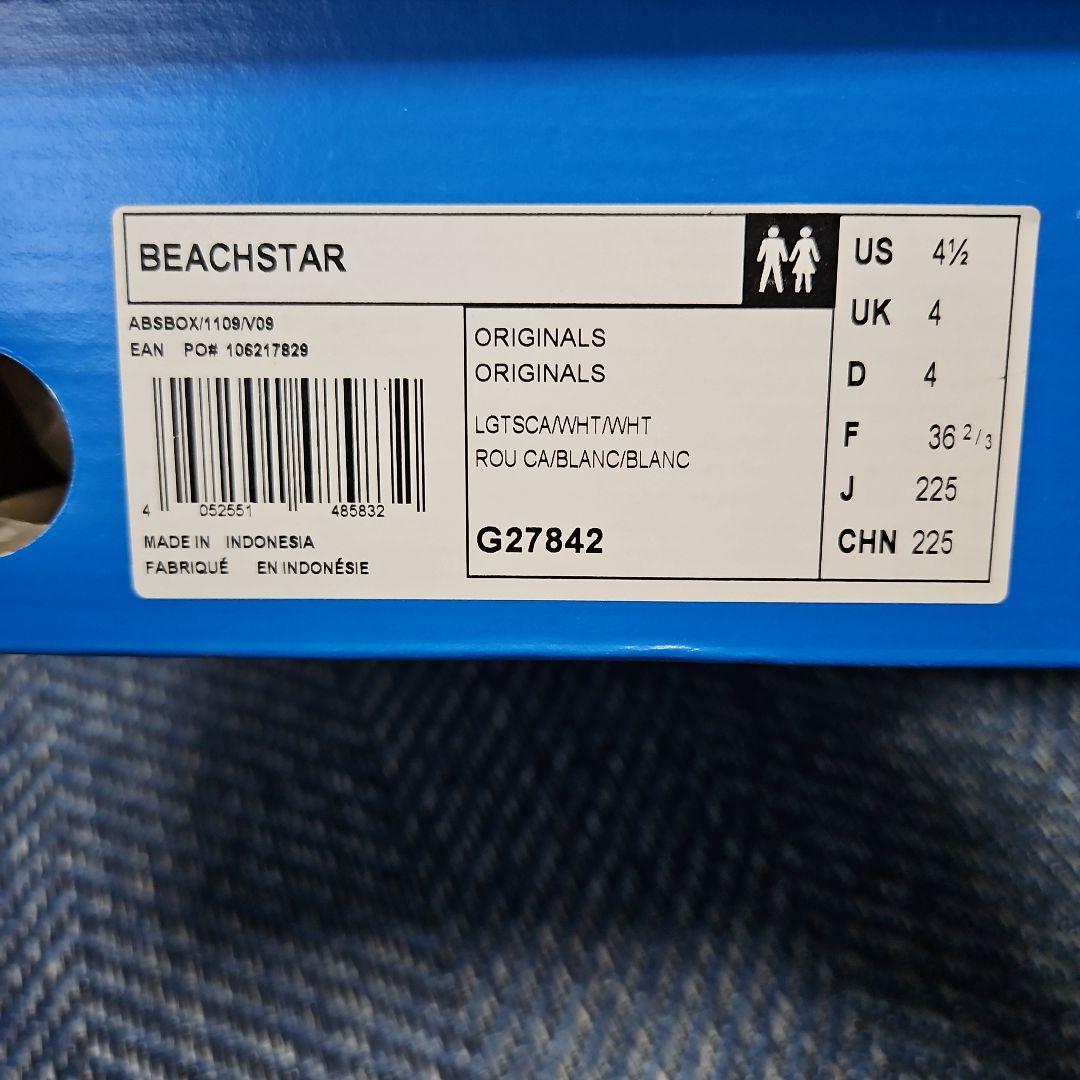 BEACHSTAR
ABSBOX/1109/V09
EAN PO# 106217829
4 052551 485832
MADE IN INDONESIA
FABRIQUÉ EN INDONÉSIE
ORIGINALS
ORIGINALS
LGTSCA/WHT/WHT
ROU CA/BLANC/BLANC
G27842
US 4½
UK 4
D 4
F 36 2/3
J 225
CHN 225